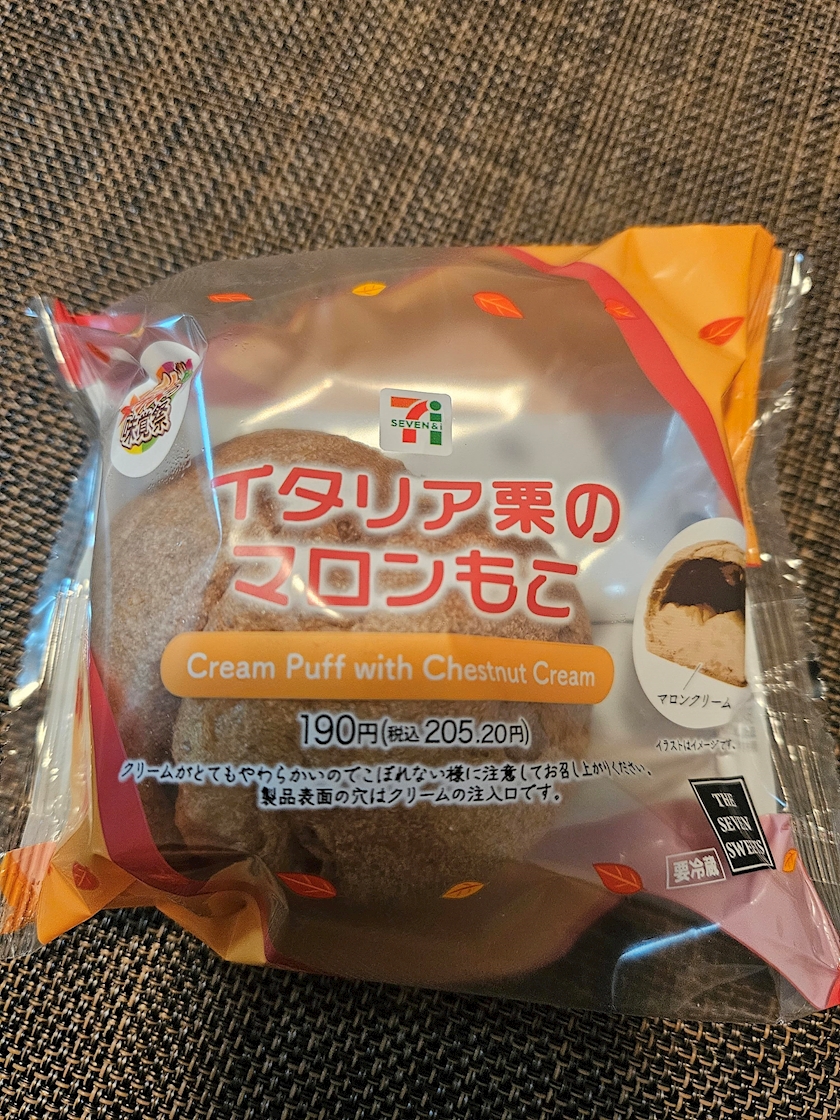 味覚祭
SEVEN&i
イタリア栗の
マロンもこ
Cream Puff with Chestnut Cream
190円(税込 205.20円)
クリームがとてもやわらかいのでこぼれない様に注意してお召し上がりください。
製品表面の穴はクリームの注入口です。
マロンクリーム
イラストはイメージです。
THE
SEVEN
SWEETS
要冷蔵